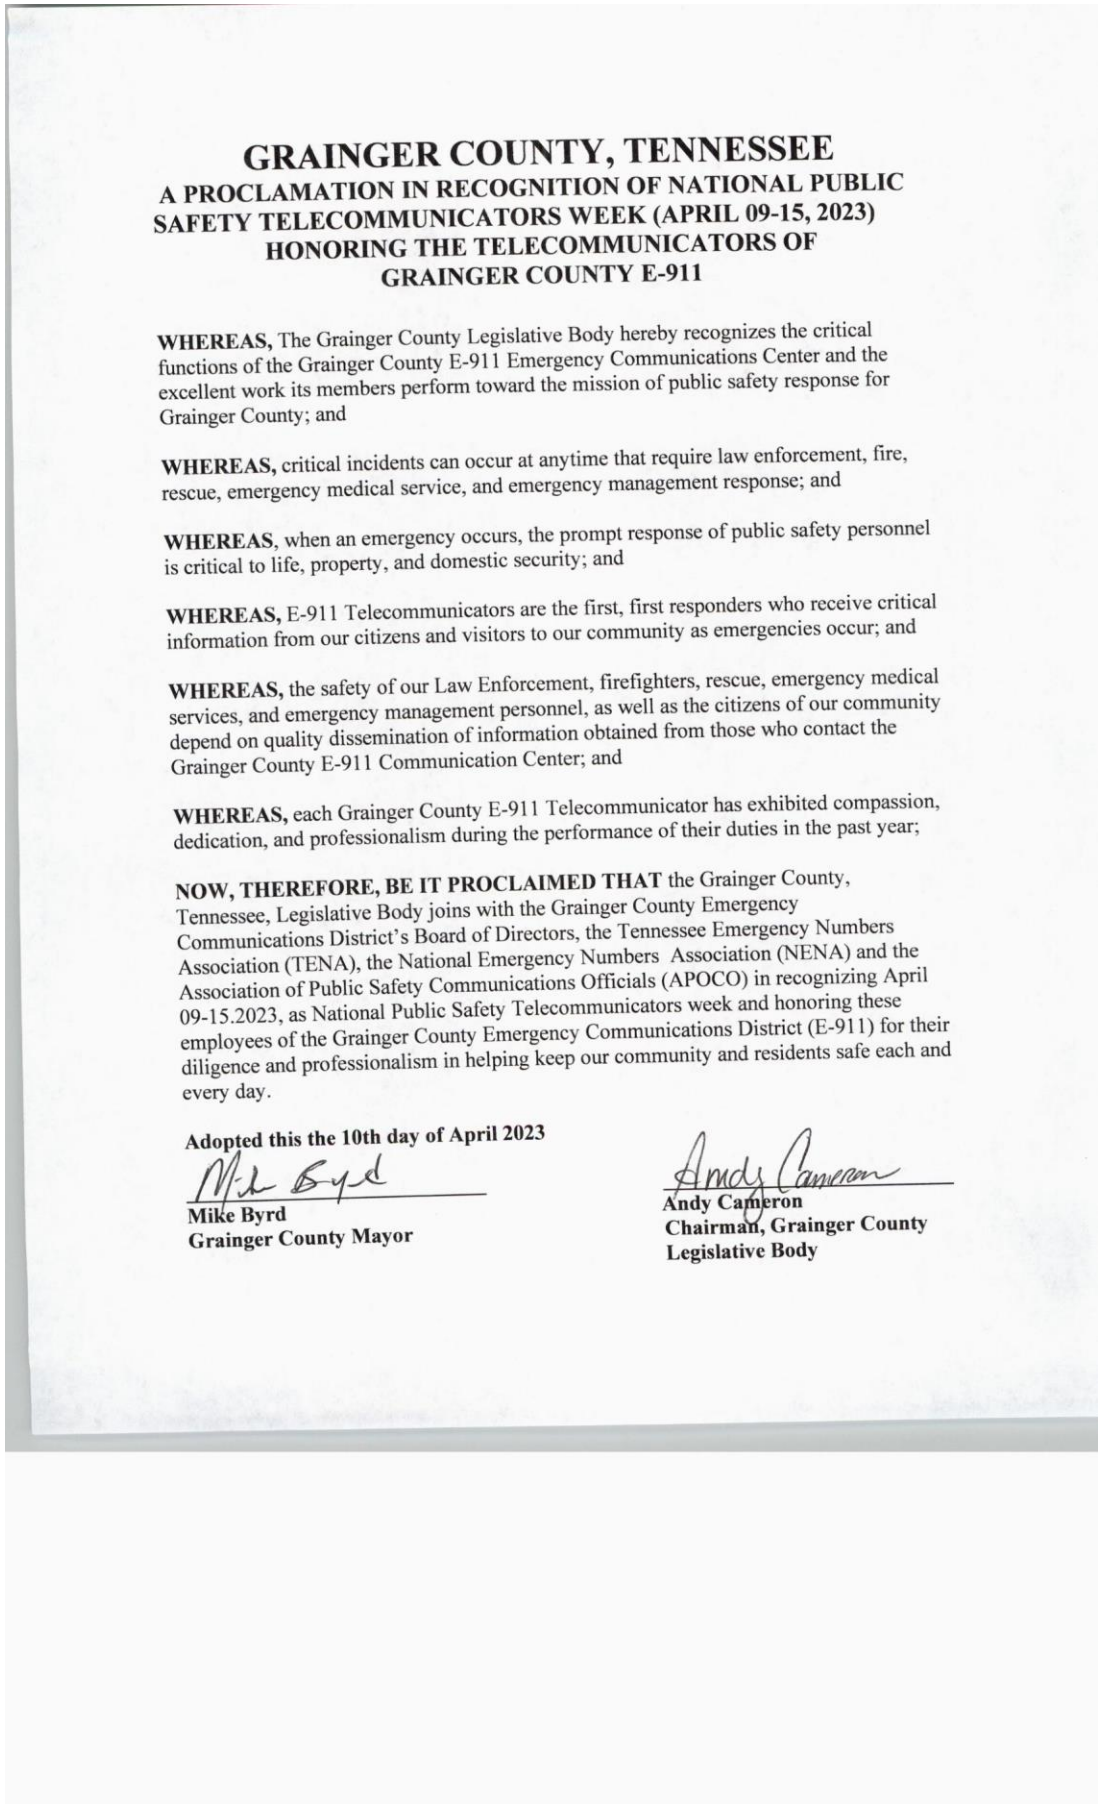 GRAINGER COUNTY, TENNESSEE
A PROCLAMATION IN RECOGNITION OF NATIONAL PUBLIC
SAFETY TELECOMMUNICATORS WEEK (APRIL 09-15, 2023)
HONORING THE TELECOMMUNICATORS OF
GRAINGER COUNTY E-911
WHEREAS, The Grainger County Legislative Body hereby recognizes the critical
functions of the Grainger County E-911 Emergency Communications Center and the
excellent work its members perform toward the mission of public safety response for
Grainger County; and
WHEREAS, critical incidents can occur at anytime that require law enforcement, fire,
rescue, emergency medical service, and emergency management response; and
WHEREAS, when an emergency occurs, the prompt response of public safety personnel
is critical to life, property, and domestic security; and
WHEREAS, E-911 Telecommunicators are the first, first responders who receive critical
information from our citizens and visitors to our community as emergencies occur; and
WHEREAS, the safety of our Law Enforcement, firefighters, rescue, emergency medical
services, and emergency management personnel, as well as the citizens of our community
depend on quality dissemination of information obtained from those who contact the
Grainger County E-911 Communication Center; and
WHEREAS, each Grainger County E-911 Telecommunicator has exhibited compassion,
dedication, and professionalism during the performance of their duties in the past year;
NOW, THEREFORE, BE IT PROCLAIMED THAT the Grainger County,
Tennessee, Legislative Body joins with the Grainger County Emergency
Communications District's Board of Directors, the Tennessee Emergency Numbers
Association (TENA), the National Emergency Numbers Association (NENA) and the
Association of Public Safety Communications Officials (APOCO) in recognizing April
09-15.2023, as National Public Safety Telecommunicators week and honoring these
employees of the Grainger County Emergency Communications District (E-911) for their
diligence and professionalism in helping keep our community and residents safe each and
every day.
Adopted this the 10th day of April 2023
Mike Byrd
Andy Cameron
Mike Byrd
Grainger County Mayor
Andy Cameron
Chairman, Grainger County
Legislative Body